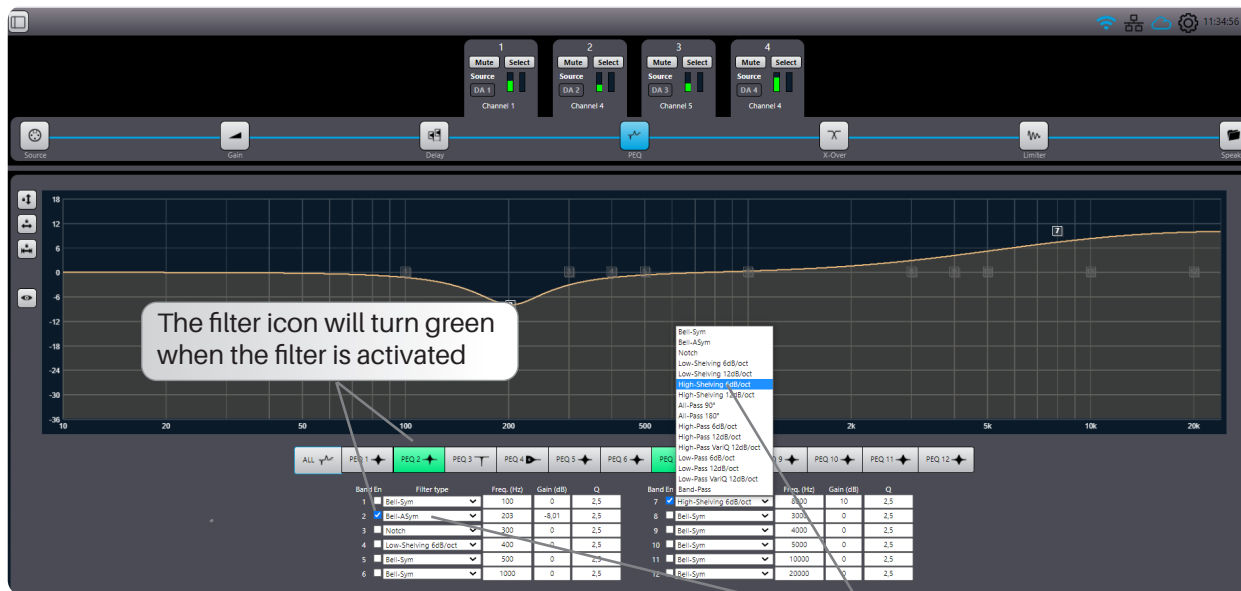 11:34:56
1 2 3 4
Mute Select Mute Select Mute Select Mute Select
Source Source Source Source
DA 1 DA 2 DA 3 DA 4
Channel 1 Channel 4 Channel 5 Channel 4
Source Gain Delay PEQ X-Over Limiter Speak
18
12
6
0
-6
-12
-18
-24
-30
-36
7
10 20 50 100 200 500 2k 5k 10k 20k
The filter icon will turn green
when the filter is activated
Bell-Sym
Bell-ASym
Notch
Low-Shelving 6dB/oct
Low-Shelving 12dB/oct
High-Shelving 6dB/oct
High-Shelving 12dB/oct
All-Pass 90°
All-Pass 180°
High-Pass 6dB/oct
High-Pass 12dB/oct
High-Pass VariQ 12dB/oct
Low-Pass 6dB/oct
Low-Pass 12dB/oct
Low-Pass VariQ 12dB/oct
Band-Pass
ALL PEQ 1 PEQ 2 PEQ 3 PEQ 4 PEQ 5 PEQ 6 PEQ 9 PEQ 10 PEQ 11 PEQ 12
Band En Filter type Freq. (Hz) Gain (dB) Q Band En Freq. (Hz) Gain (dB) Q
1 Bell-Sym 100 0 2,5 7 High-Shelving 6dB/oct 8000 10 2,5
2 Bell-ASym 203 -8,01 2,5 8 Bell-Sym 3000 0 2,5
3 Notch 300 0 2,5 9 Bell-Sym 4000 0 2,5
4 Low-Shelving 6dB/oct 400 0 2,5 10 Bell-Sym 5000 0 2,5
5 Bell-Sym 500 0 2,5 11 Bell-Sym 10000 0 2,5
6 Bell-Sym 1000 0 2,5 12 Bell-Sym 20000 0 2,5